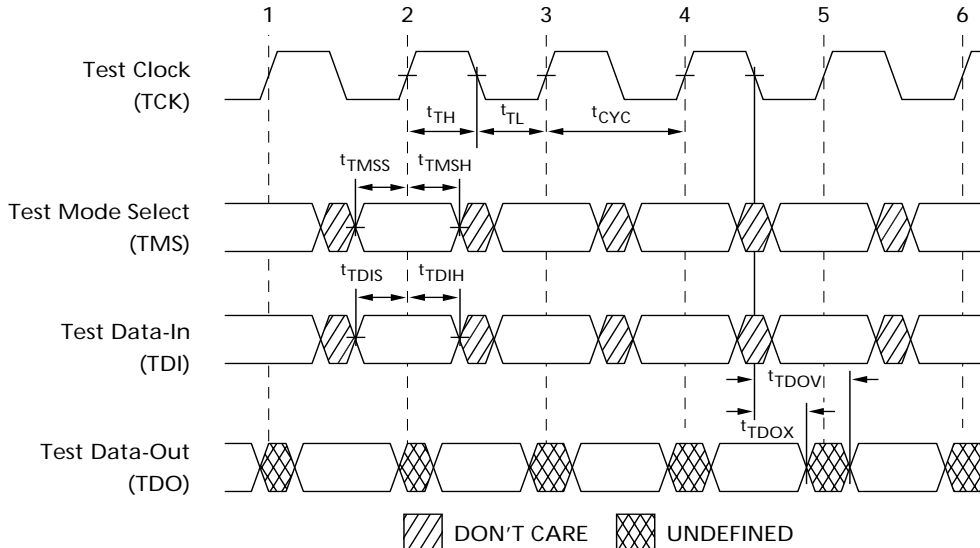 1 2 3 4 5 6
Test Clock
(TCK)
tTH tTL tCYC
tTMSS tTMSH
Test Mode Select
(TMS)
tTDIS tTDIH
Test Data-In
(TDI)
tTDOV
tTDOX
Test Data-Out
(TDO)
DON'T CARE UNDEFINED